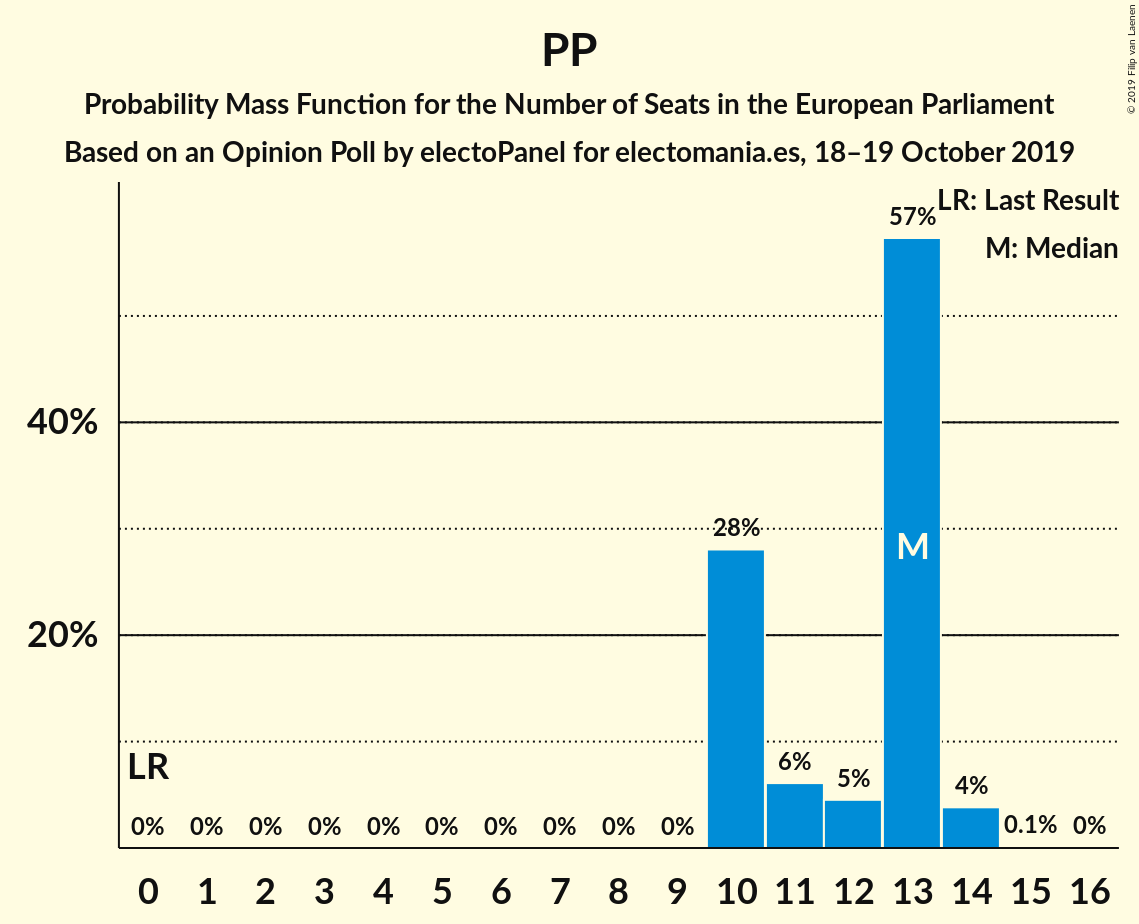 PP
Probability Mass Function for the Number of Seats in the European Parliament
Based on an Opinion Poll by electoPanel for electomania.es, 18–19 October 2019
© 2019 Filip van Laenen
LR: Last Result
M: Median
57%
40%
28%
M
20%
LR
6%
5%
4%
0% 0% 0% 0% 0% 0% 0% 0% 0% 0% 0.1% 0%
0 1 2 3 4 5 6 7 8 9 10 11 12 13 14 15 16